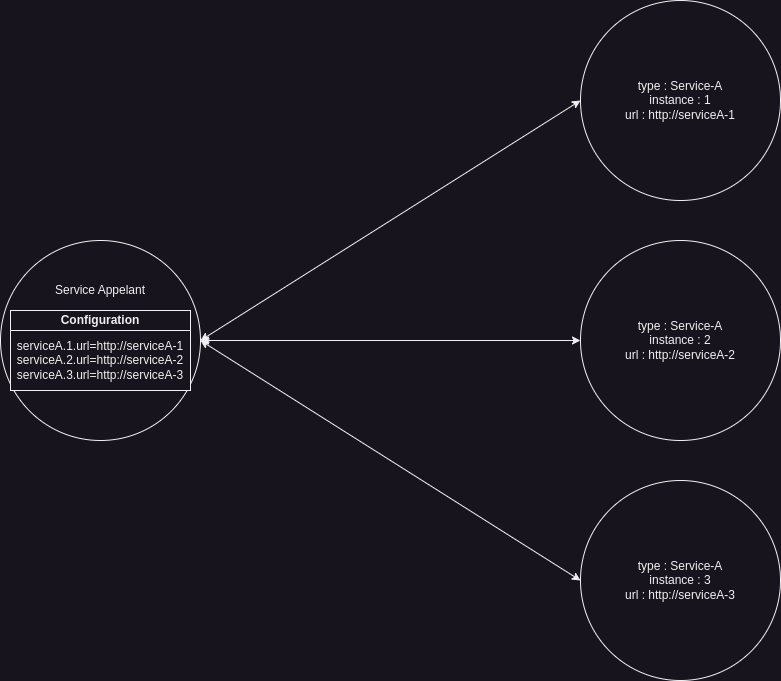 type : Service-A
instance : 1
url : http://serviceA-1
Service Appelant
Configuration
serviceA.1.url=http://serviceA-1
serviceA.2.url=http://serviceA-2
serviceA.3.url=http://serviceA-3
type : Service-A
instance : 2
url : http://serviceA-2
type : Service-A
instance : 3
url : http://serviceA-3